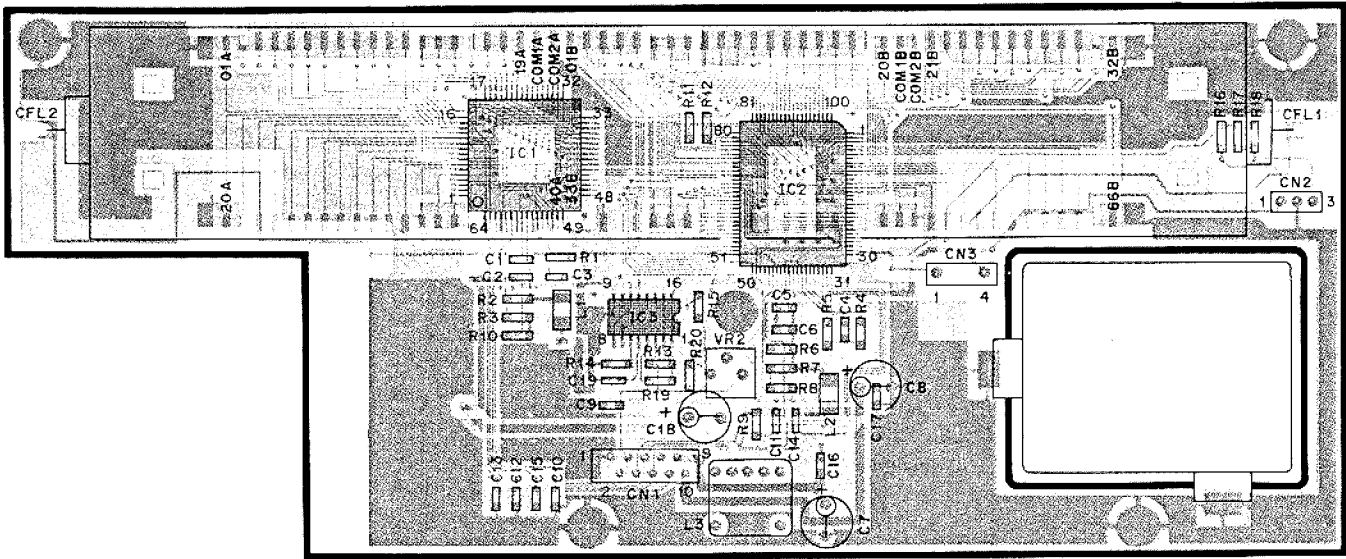 19A
COM1A
COM2A
01B
01A
20B
COM1B
COM2B
21B
32B
17
32
R11
R12
81
100
R16
R17
R18
CFL2
CFL1
16
33
80
1
IC1
IC2
CN2
1
3
20A
1
40A
33B
48
66B
64
49
C1
R1
51
30
CN3
C2
C3
9
16
50
31
1
4
R2
R15
C5
R5
C4
R4
R3
IC3
C6
R10
8
1
R20
VR2
R6
R14
R13
R7
+
C8
C19
R19
R8
C9
+
C18
R9
C11
C14
L2
C17
1
9
C16
C13
C12
C15
C10
2
CN1
10
L3
+
C7